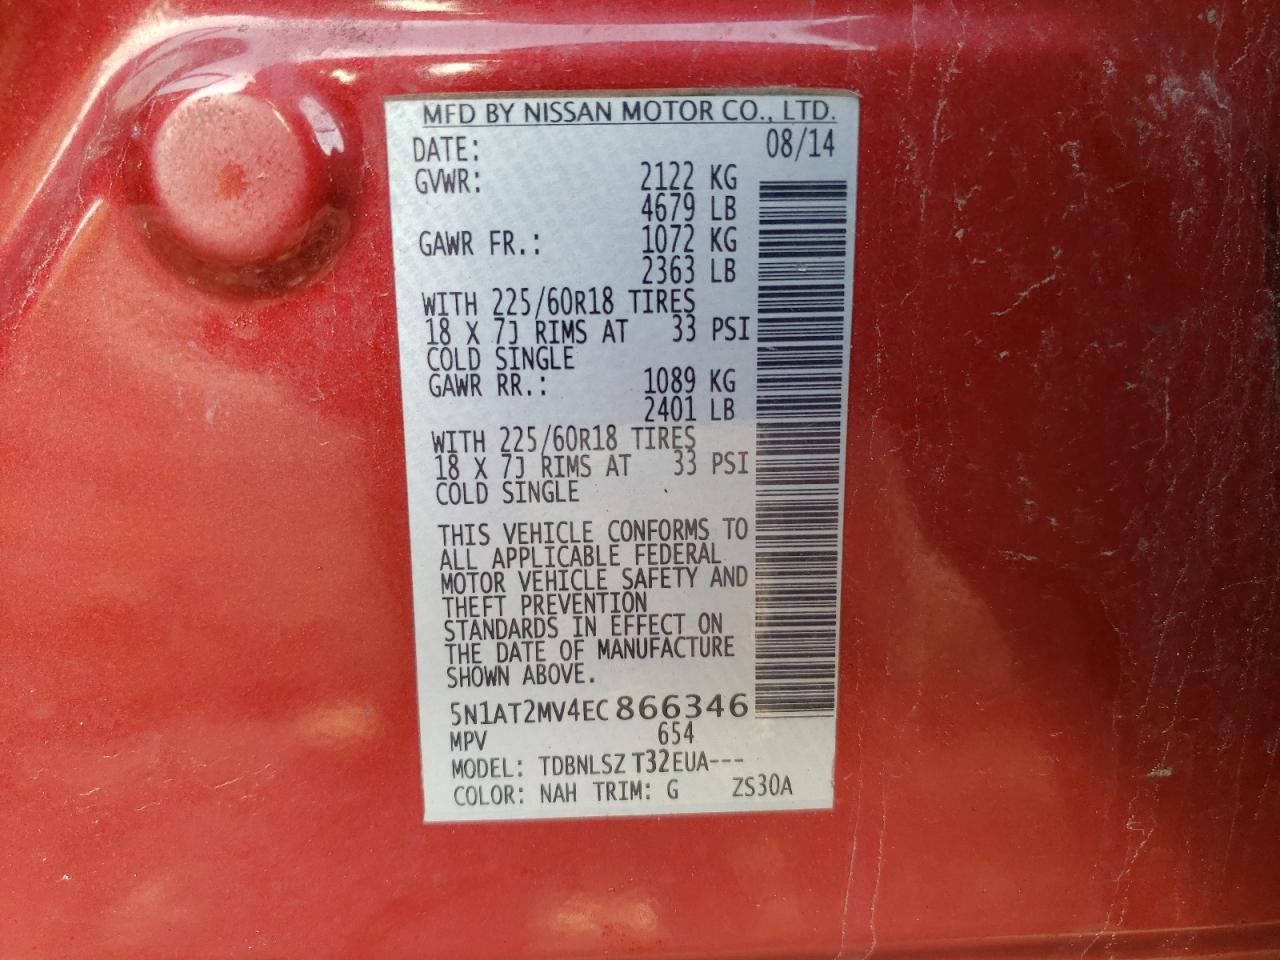 MFD BY NISSAN MOTOR CO., LTD.
DATE: 08/14
GVWR: 2122 KG
4679 LB
GAWR FR.: 1072 KG
2363 LB
WITH 225/60R18 TIRES
18 X 7J RIMS AT 33 PSI
COLD SINGLE
GAWR RR.: 1089 KG
2401 LB
WITH 225/60R18 TIRES
18 X 7J RIMS AT 33 PSI
COLD SINGLE
THIS VEHICLE CONFORMS TO
ALL APPLICABLE FEDERAL
MOTOR VEHICLE SAFETY AND
THEFT PREVENTION
STANDARDS IN EFFECT ON
THE DATE OF MANUFACTURE
SHOWN ABOVE.
5N1AT2MV4EC866346
MPV 654
MODEL: TDBNLSZ T32EUA---
COLOR: NAH TRIM: G ZS30A